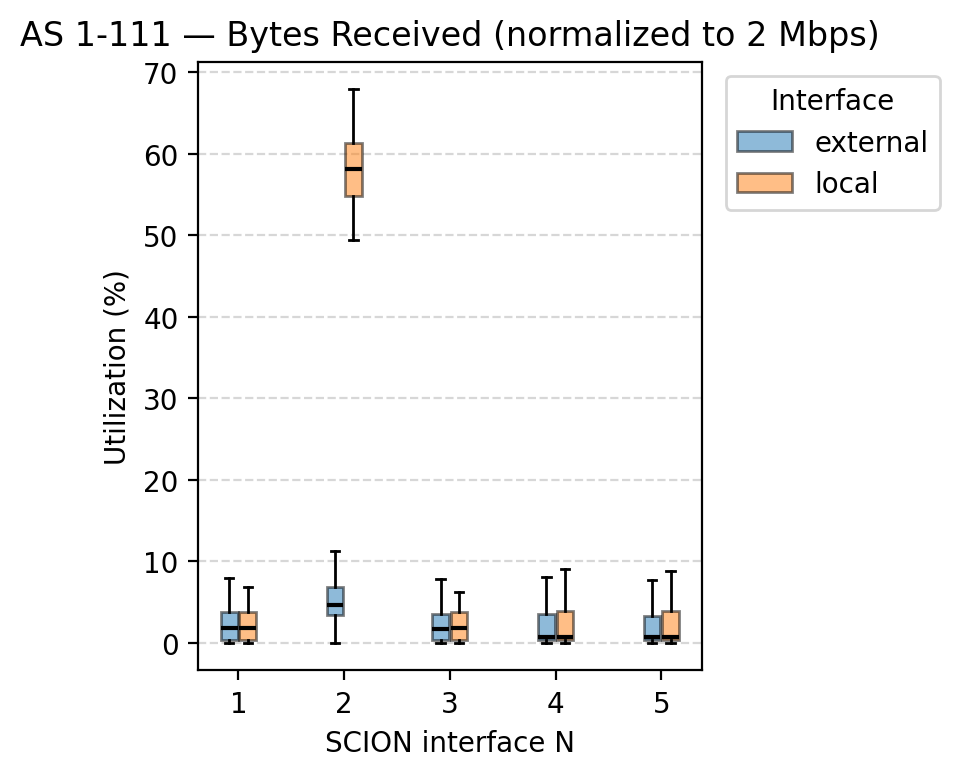 AS 1-111 — Bytes Received (normalized to 2 Mbps)
70
60
50
40
30
20
10
0
Utilization (%)
1 2 3 4 5
SCION interface N
Interface
external
local